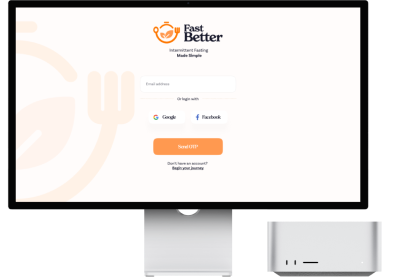 Fast
Better
Intermittent Fasting
Made Simple
Email address
Or login with
Google
Facebook
Send OTP
Don't have an account?
Begin your journey